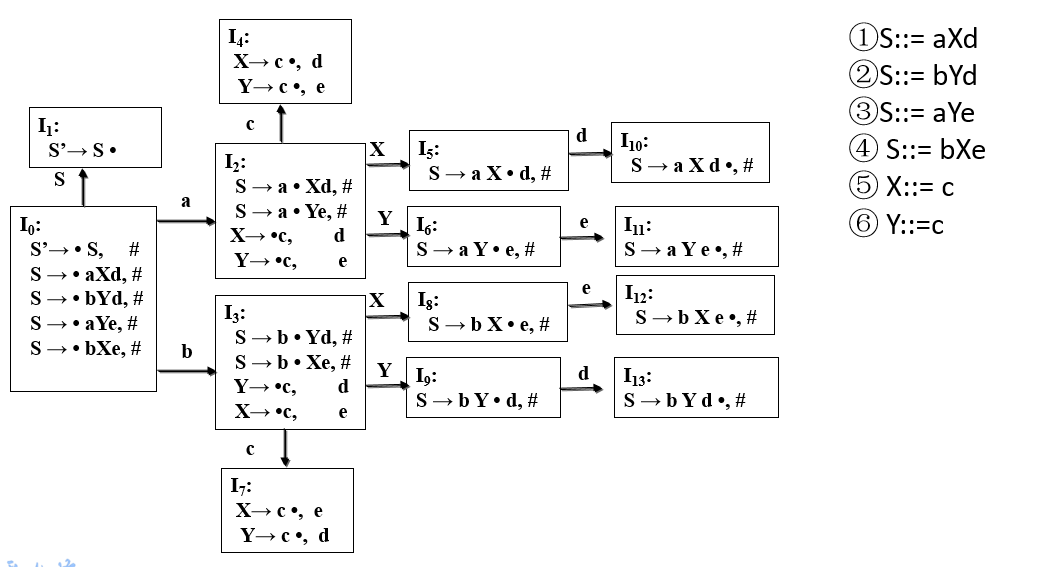 I₄:
X→ c •, d
Y→ c •, e
c
I₁:
S’→ S •
S
I₀:
S’→ • S, #
S → • aXd, #
S → • bYd, #
S → • aYe, #
S → • bXe, #
a
b
I₂:
S → a • Xd, #
S → a • Ye, #
X→ •c, d
Y→ •c, e
X
I₅:
S → a X • d, #
d
I₁₀:
S → a X d •, #
Y
I₆:
S → a Y • e, #
e
I₁₁:
S → a Y e •, #
I₃:
S → b • Yd, #
S → b • Xe, #
Y→ •c, d
X→ •c, e
X
I₈:
S → b X • e, #
e
I₁₂:
S → b X e •, #
Y
I₉:
S → b Y • d, #
d
I₁₃:
S → b Y d •, #
c
I₇:
X→ c •, e
Y→ c •, d
①S::= aXd
②S::= bYd
③S::= aYe
④ S::= bXe
⑤ X::= c
⑥ Y::=c